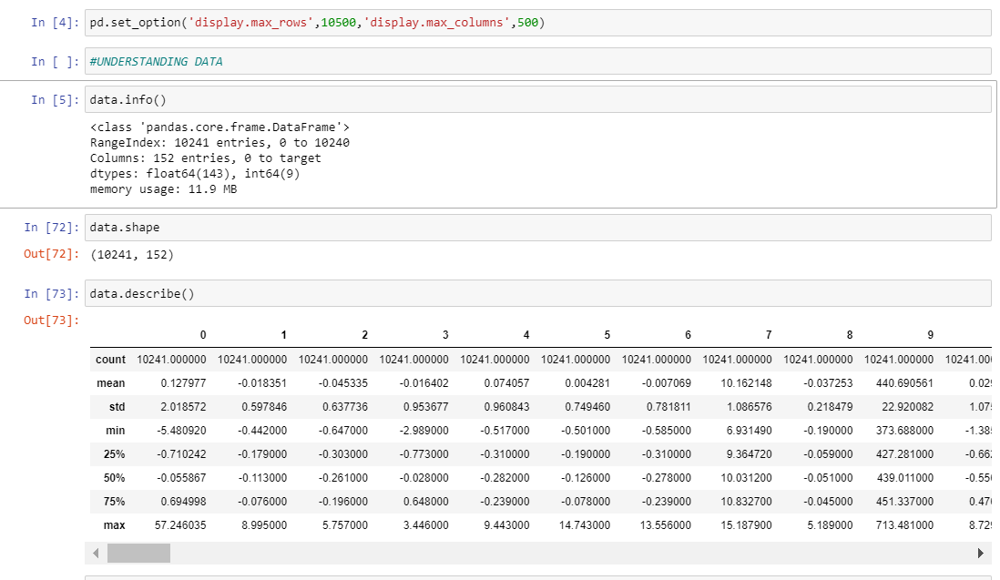 In [4]: pd.set_option('display.max_rows',10500,'display.max_columns',500)
In [ ]: #UNDERSTANDING DATA
In [5]: data.info()
<class 'pandas.core.frame.DataFrame'>
RangeIndex: 10241 entries, 0 to 10240
Columns: 152 entries, 0 to target
dtypes: float64(143), int64(9)
memory usage: 11.9 MB
In [72]: data.shape
Out[72]: (10241, 152)
In [73]: data.describe()
Out[73]:
0 1 2 3 4 5 6 7 8 9
count 10241.000000 10241.000000 10241.000000 10241.000000 10241.000000 10241.000000 10241.000000 10241.000000 10241.000000 10241.000000 10241.00
mean 0.127977 -0.018351 -0.045335 -0.016402 0.074057 0.004281 -0.007069 10.162148 -0.037253 440.690561 0.02
std 2.018572 0.597846 0.637736 0.953677 0.960843 0.749460 0.781811 1.086576 0.218479 22.920082 1.07
min -5.480920 -0.442000 -0.647000 -2.989000 -0.517000 -0.501000 -0.585000 6.931490 -0.190000 373.688000 -1.38
25% -0.710242 -0.179000 -0.303000 -0.773000 -0.310000 -0.190000 -0.310000 9.364720 -0.059000 427.281000 -0.66
50% -0.055867 -0.113000 -0.261000 -0.028000 -0.282000 -0.126000 -0.278000 10.031200 -0.051000 439.011000 -0.55
75% 0.694998 -0.076000 -0.196000 0.648000 -0.239000 -0.078000 -0.239000 10.832700 -0.045000 451.337000 0.47
max 57.246035 8.995000 5.757000 3.446000 9.443000 14.743000 13.556000 15.187900 5.189000 713.481000 8.72